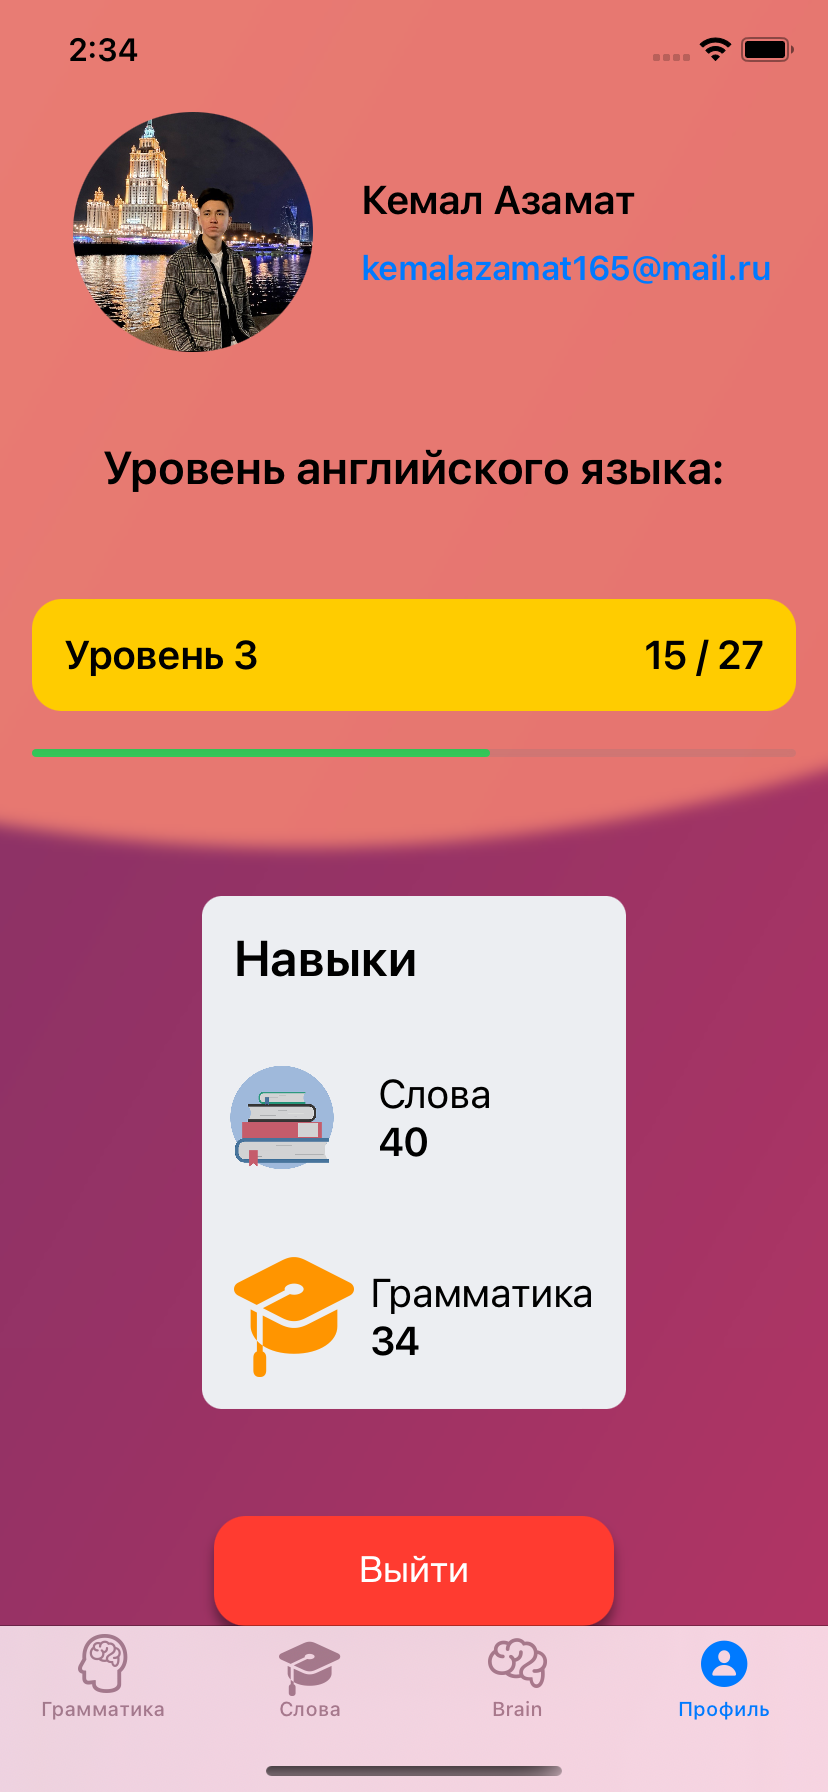 2:34
Кемал Азамат
kemalazamat165@mail.ru
Уровень английского языка:
Уровень 3 15 / 27
Навыки
Слова
40
Грамматика
34
Выйти
Грамматика Слова Brain Профиль